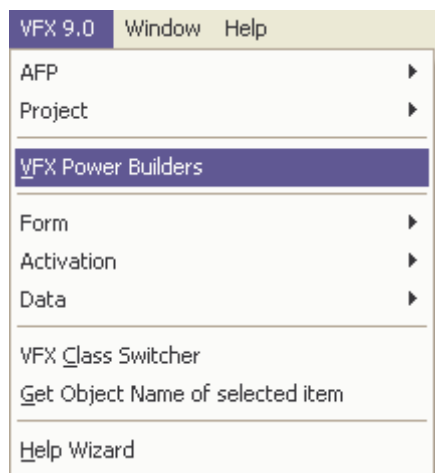 VFX 9.0 Window Help
AFP
Project
VFX Power Builders
Form
Activation
Data
VFX Class Switcher
Get Object Name of selected item
Help Wizard